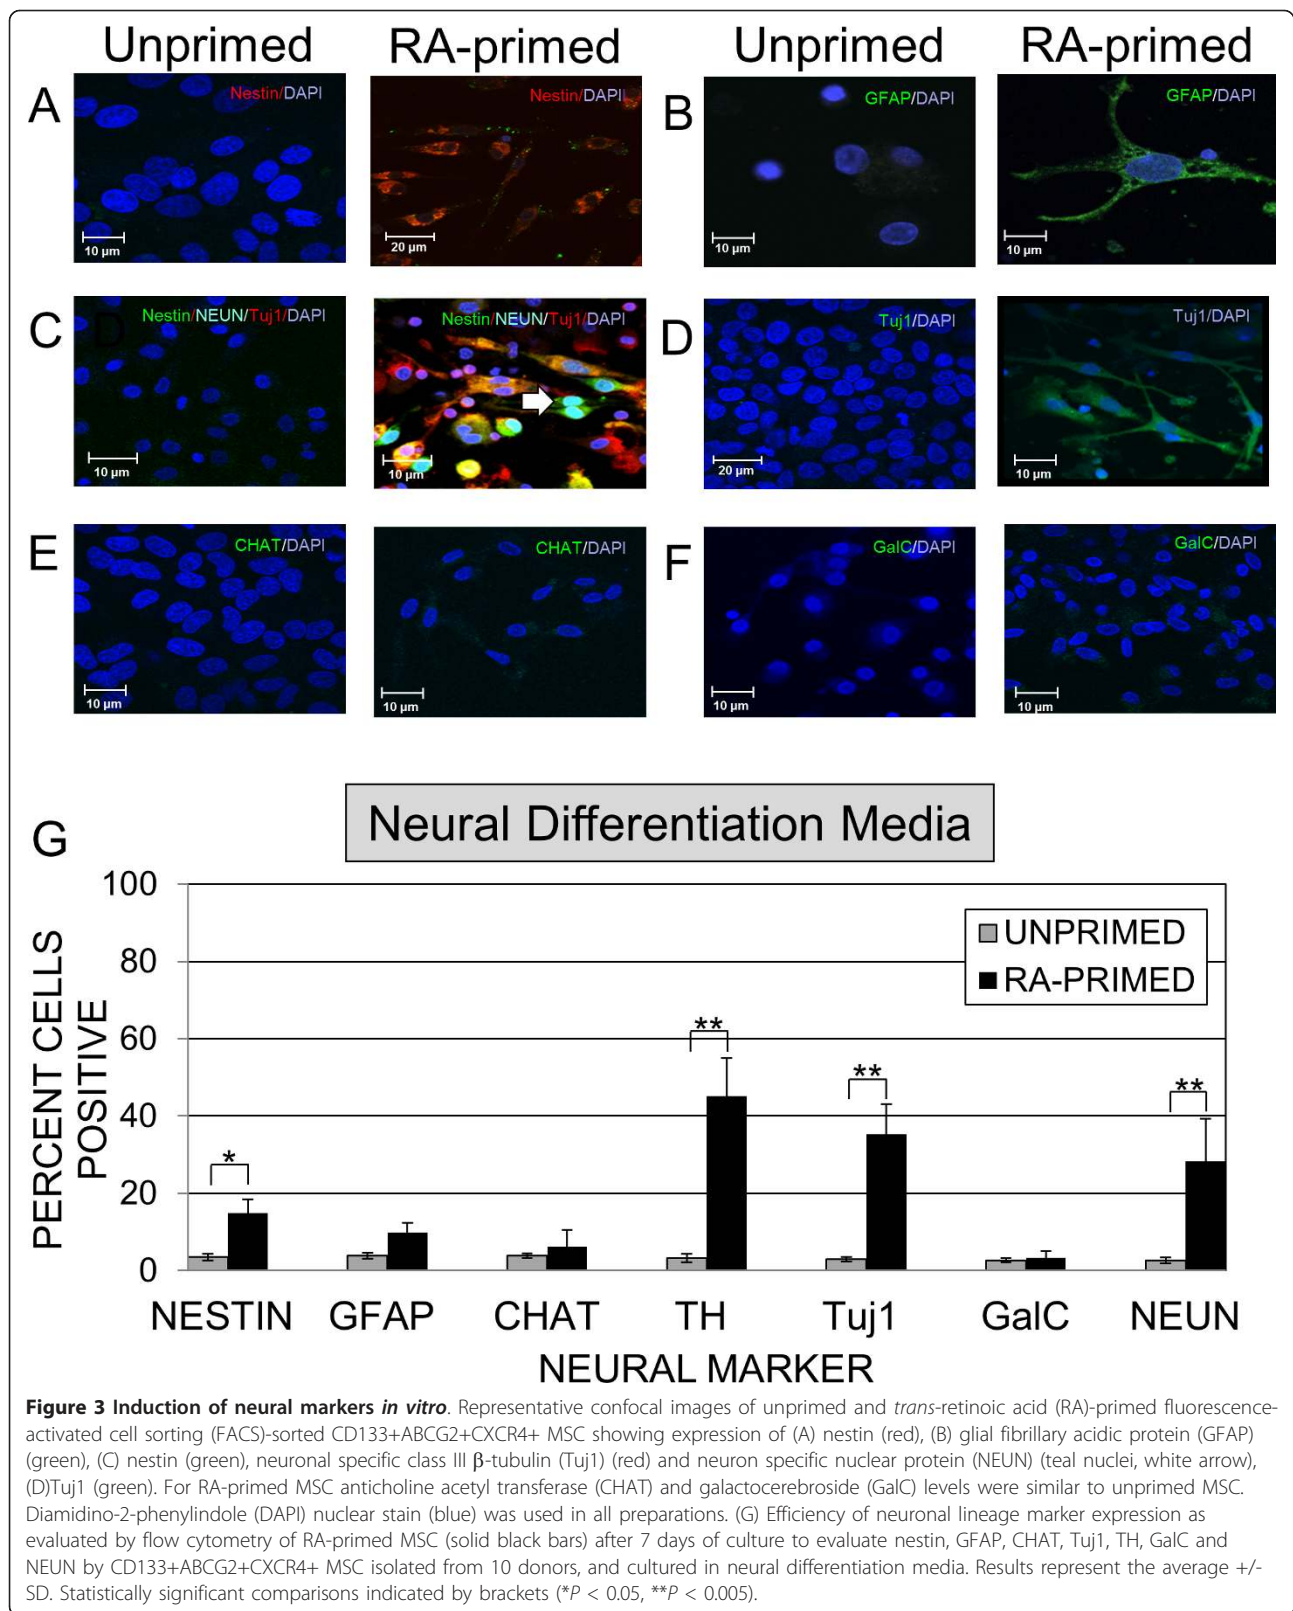 Unprimed RA-primed Unprimed RA-primed
A
Nestin/DAPI
10 µm
Nestin/DAPI
20 µm
B
GFAP/DAPI
10 µm
GFAP/DAPI
10 µm
C
D
Nestin/NEUN/Tuj1/DAPI
10 µm
Nestin/NEUN/Tuj1/DAPI
10 µm
D
Tuj1/DAPI
20 µm
Tuj1/DAPI
10 µm
E
CHAT/DAPI
10 µm
CHAT/DAPI
10 µm
F
GalC/DAPI
10 µm
GalC/DAPI
10 µm
G
Neural Differentiation Media
PERCENT CELLS
POSITIVE
100
80
60
40
20
0
UNPRIMED
RA-PRIMED
*
**
**
**
NESTIN GFAP CHAT TH Tuj1 GalC NEUN
NEURAL MARKER
Figure 3 Induction of neural markers in vitro. Representative confocal images of unprimed and trans-retinoic acid (RA)-primed fluorescence-
activated cell sorting (FACS)-sorted CD133+ABCG2+CXCR4+ MSC showing expression of (A) nestin (red), (B) glial fibrillary acidic protein (GFAP)
(green), (C) nestin (green), neuronal specific class III β-tubulin (Tuj1) (red) and neuron specific nuclear protein (NEUN) (teal nuclei, white arrow),
(D)Tuj1 (green). For RA-primed MSC anticholine acetyl transferase (CHAT) and galactocerebroside (GalC) levels were similar to unprimed MSC.
Diamidino-2-phenylindole (DAPI) nuclear stain (blue) was used in all preparations. (G) Efficiency of neuronal lineage marker expression as
evaluated by flow cytometry of RA-primed MSC (solid black bars) after 7 days of culture to evaluate nestin, GFAP, CHAT, Tuj1, TH, GalC and
NEUN by CD133+ABCG2+CXCR4+ MSC isolated from 10 donors, and cultured in neural differentiation media. Results represent the average +/-
SD. Statistically significant comparisons indicated by brackets (*P < 0.05, **P < 0.005).